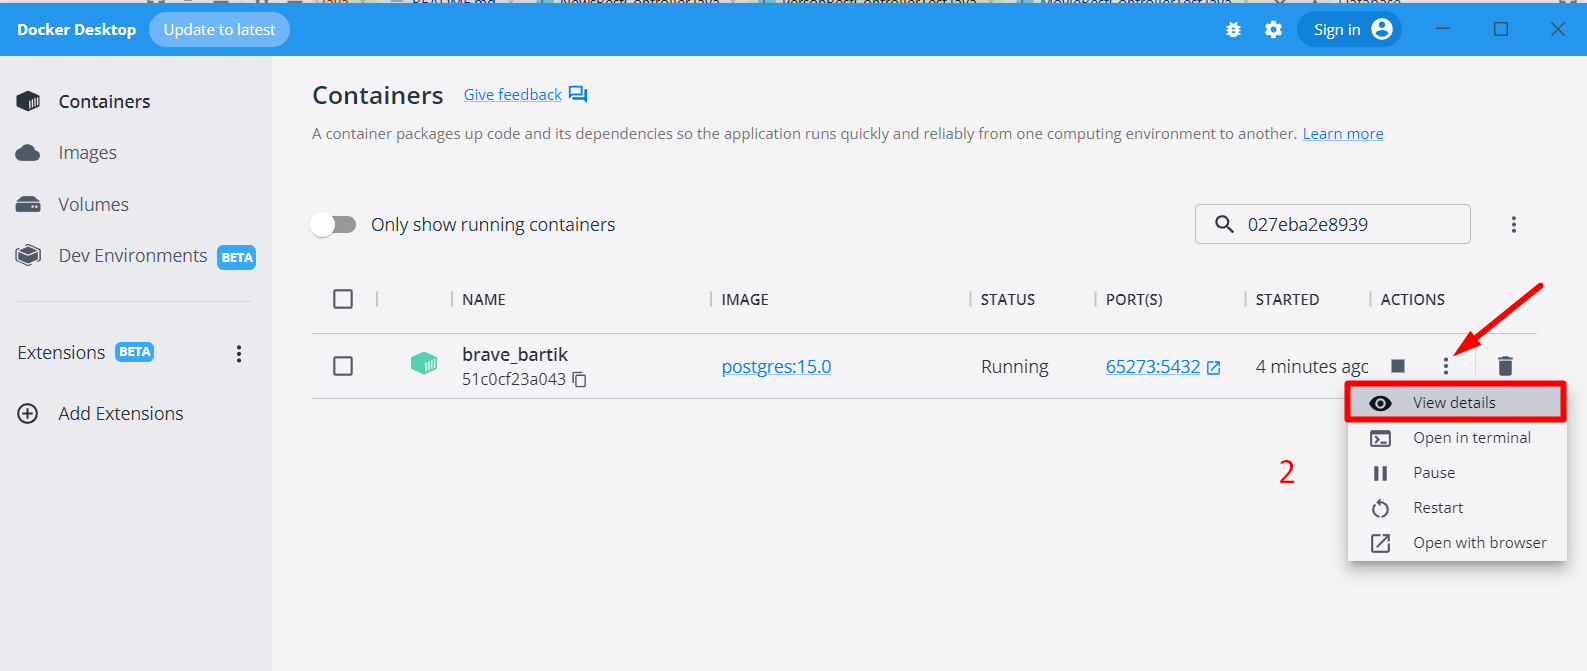 Docker Desktop Update to latest Sign in
Containers
Images
Volumes
Dev Environments BETA
Extensions BETA
Add Extensions
Containers Give feedback
A container packages up code and its dependencies so the application runs quickly and reliably from one computing environment to another. Learn more
Only show running containers 027eba2e8939
NAME IMAGE STATUS PORT(S) STARTED ACTIONS
brave_bartik
51c0cf23a043
postgres:15.0 Running 65273:5432 4 minutes ago
View details
Open in terminal
Pause
Restart
Open with browser
2